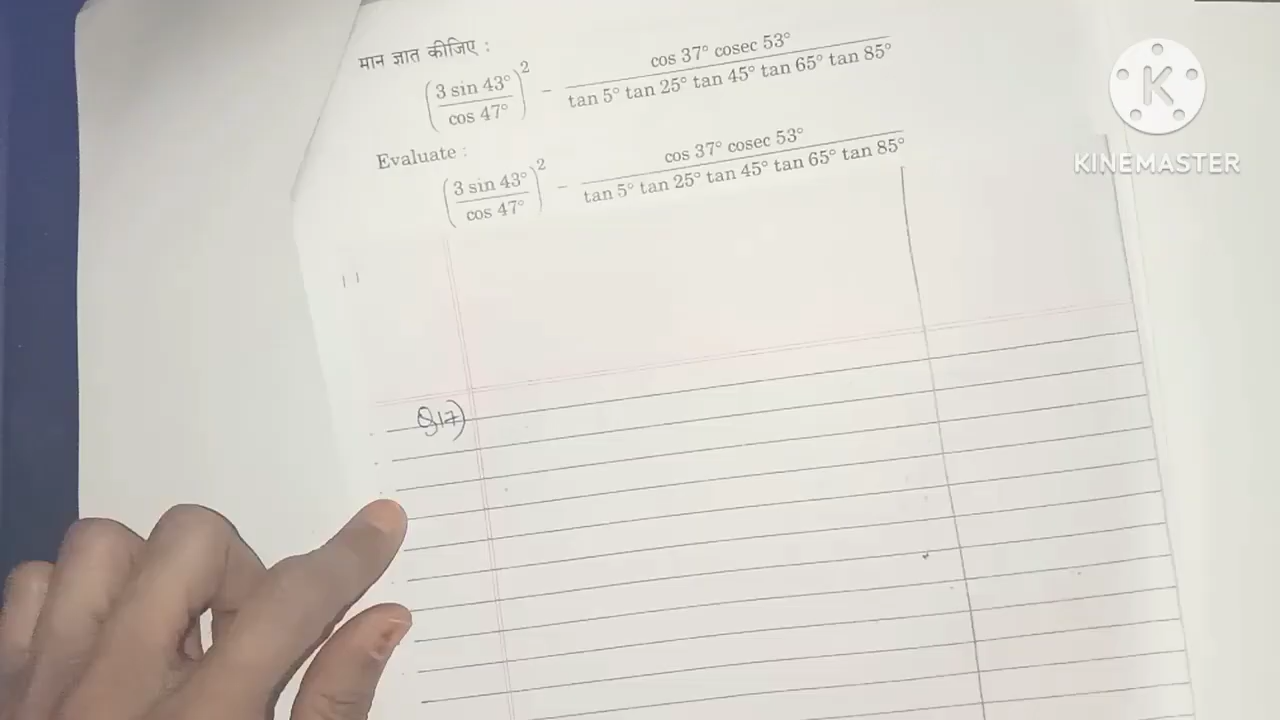 मान ज्ञात कीजिए :
(3 sin 43° / cos 47°)² − cos 37° cosec 53° / tan 5° tan 25° tan 45° tan 65° tan 85°
Evaluate :
(3 sin 43° / cos 47°)² − cos 37° cosec 53° / tan 5° tan 25° tan 45° tan 65° tan 85°
Q17)
K
KINEMASTER